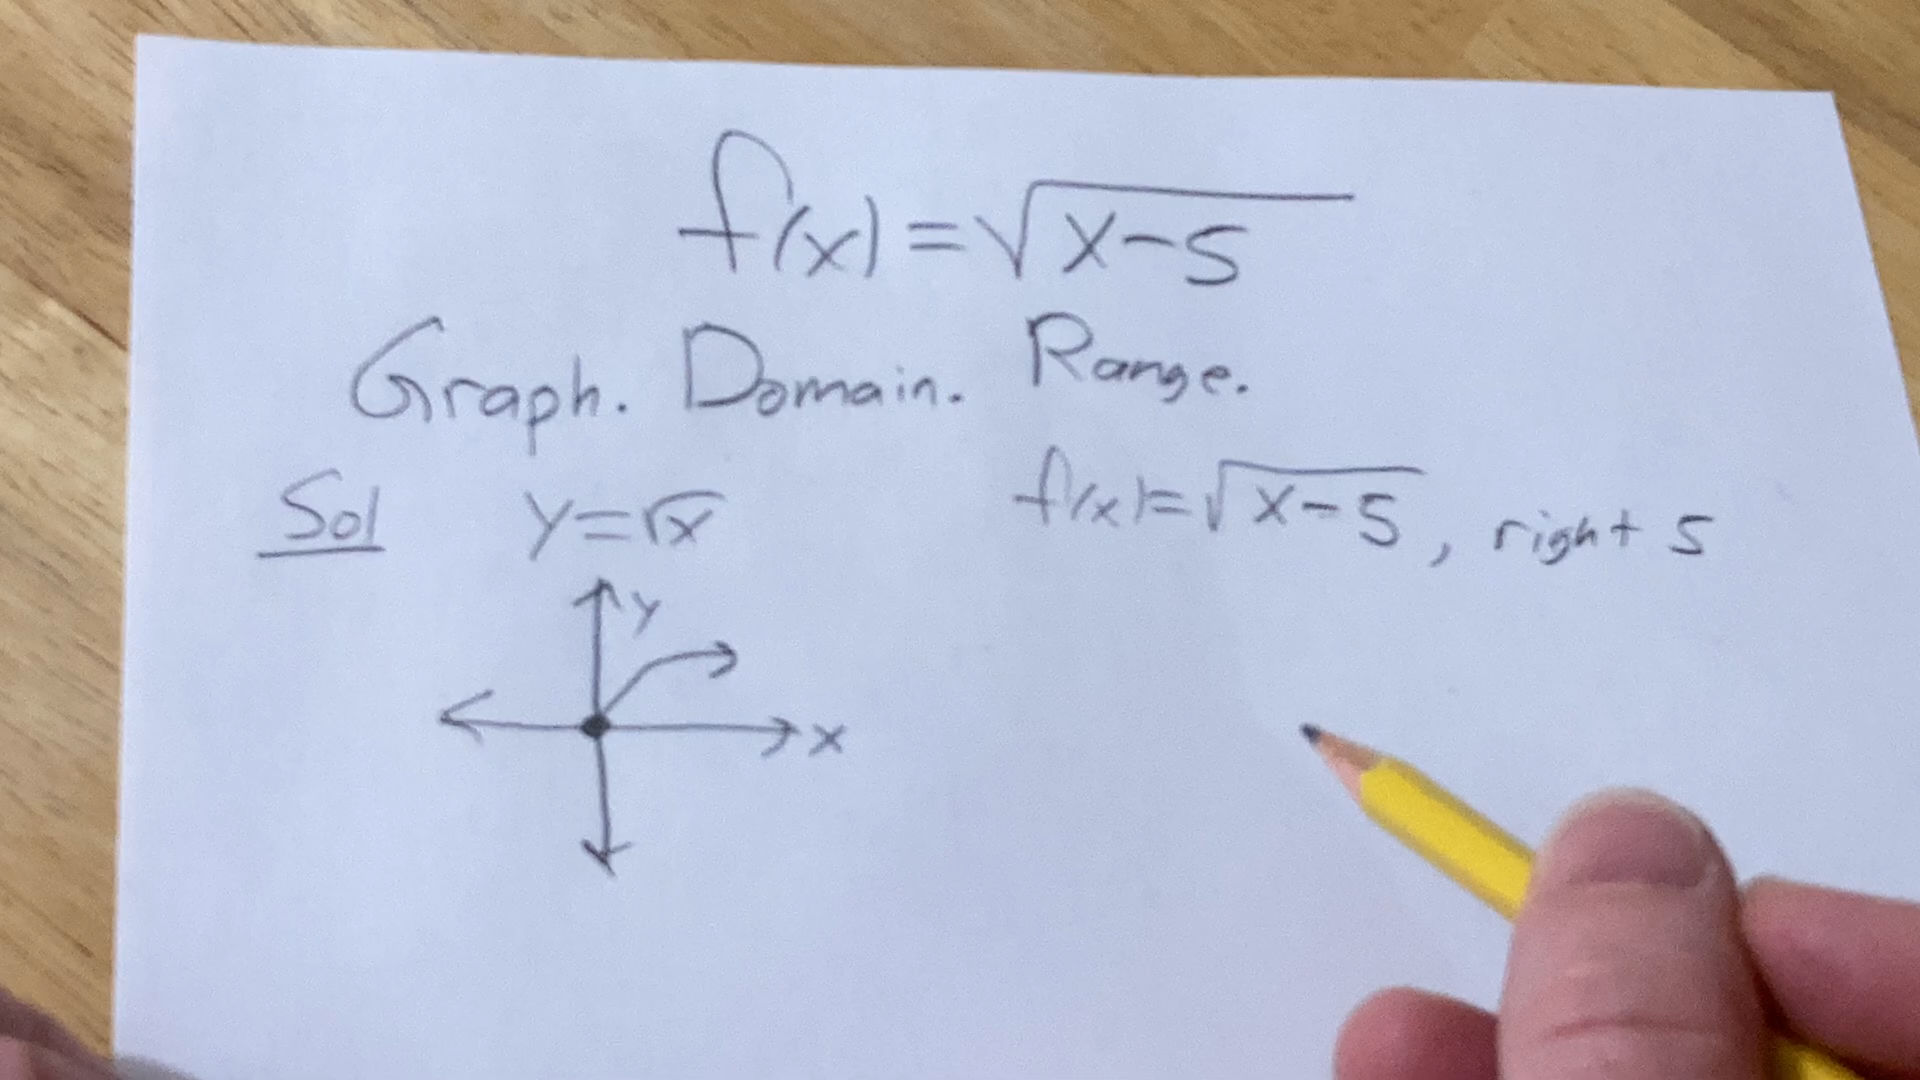 f(x)=√x-5
Graph. Domain. Range.
Sol y=√x f(x)=√x-5, right 5
y
x